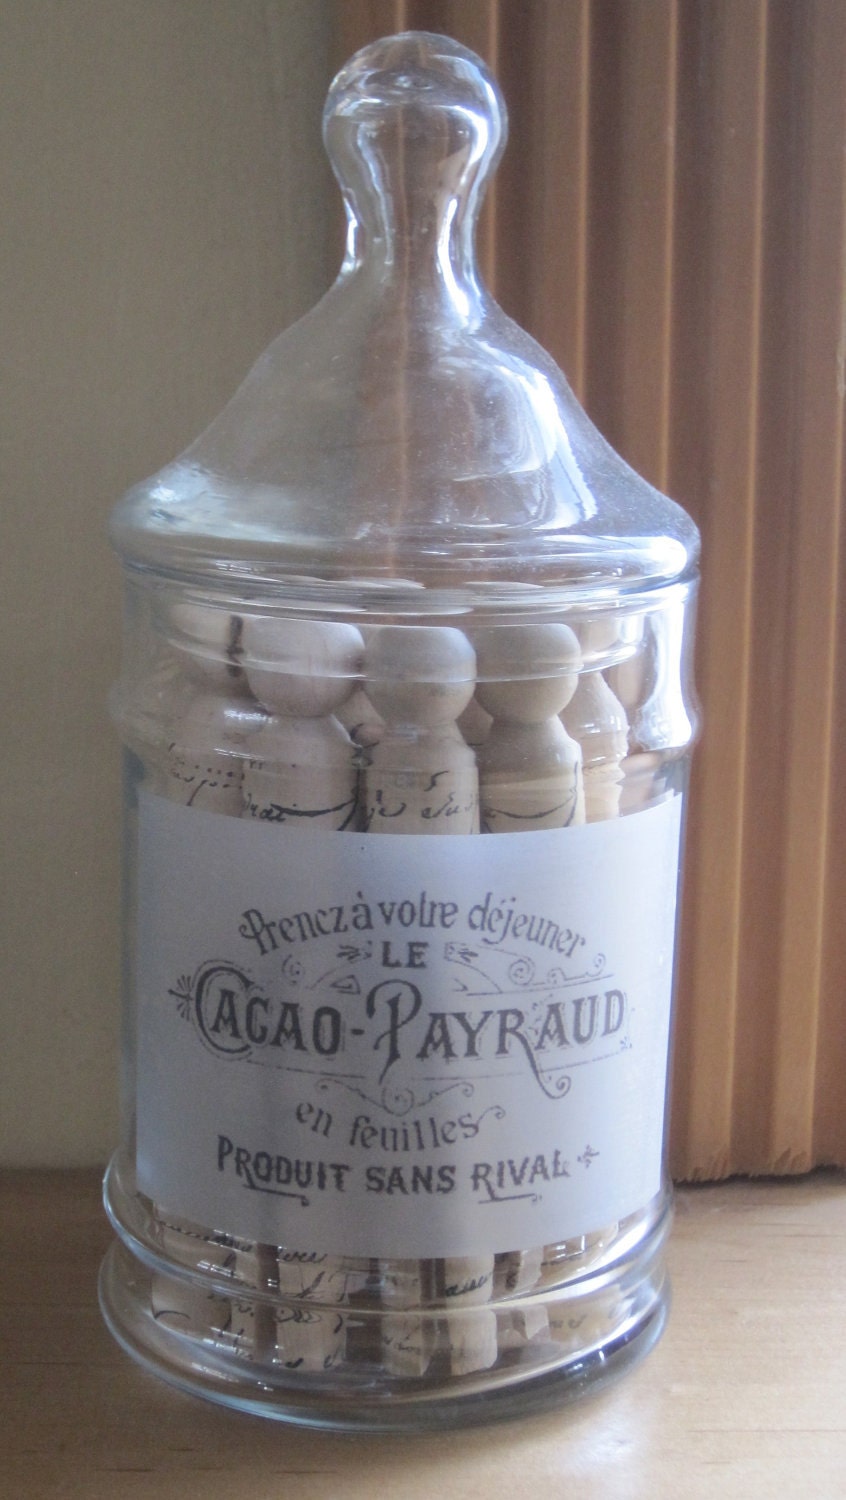 Prenez à votre déjeuner
LE
CACAO-PAYRAUD
en feuilles
PRODUIT SANS RIVAL